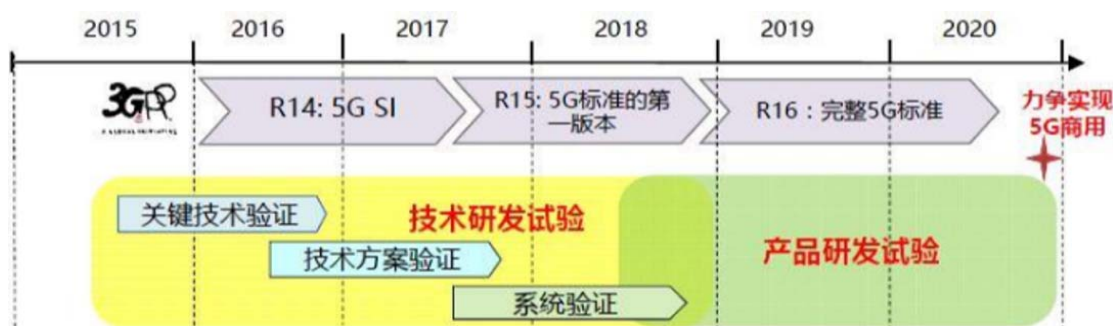 2015 2016 2017 2018 2019 2020
3GPP
A GLOBAL INITIATIVE
R14: 5G SI
R15: 5G标准的第
一版本
R16：完整5G标准
力争实现
5G商用
关键技术验证
技术研发试验
技术方案验证
产品研发试验
系统验证